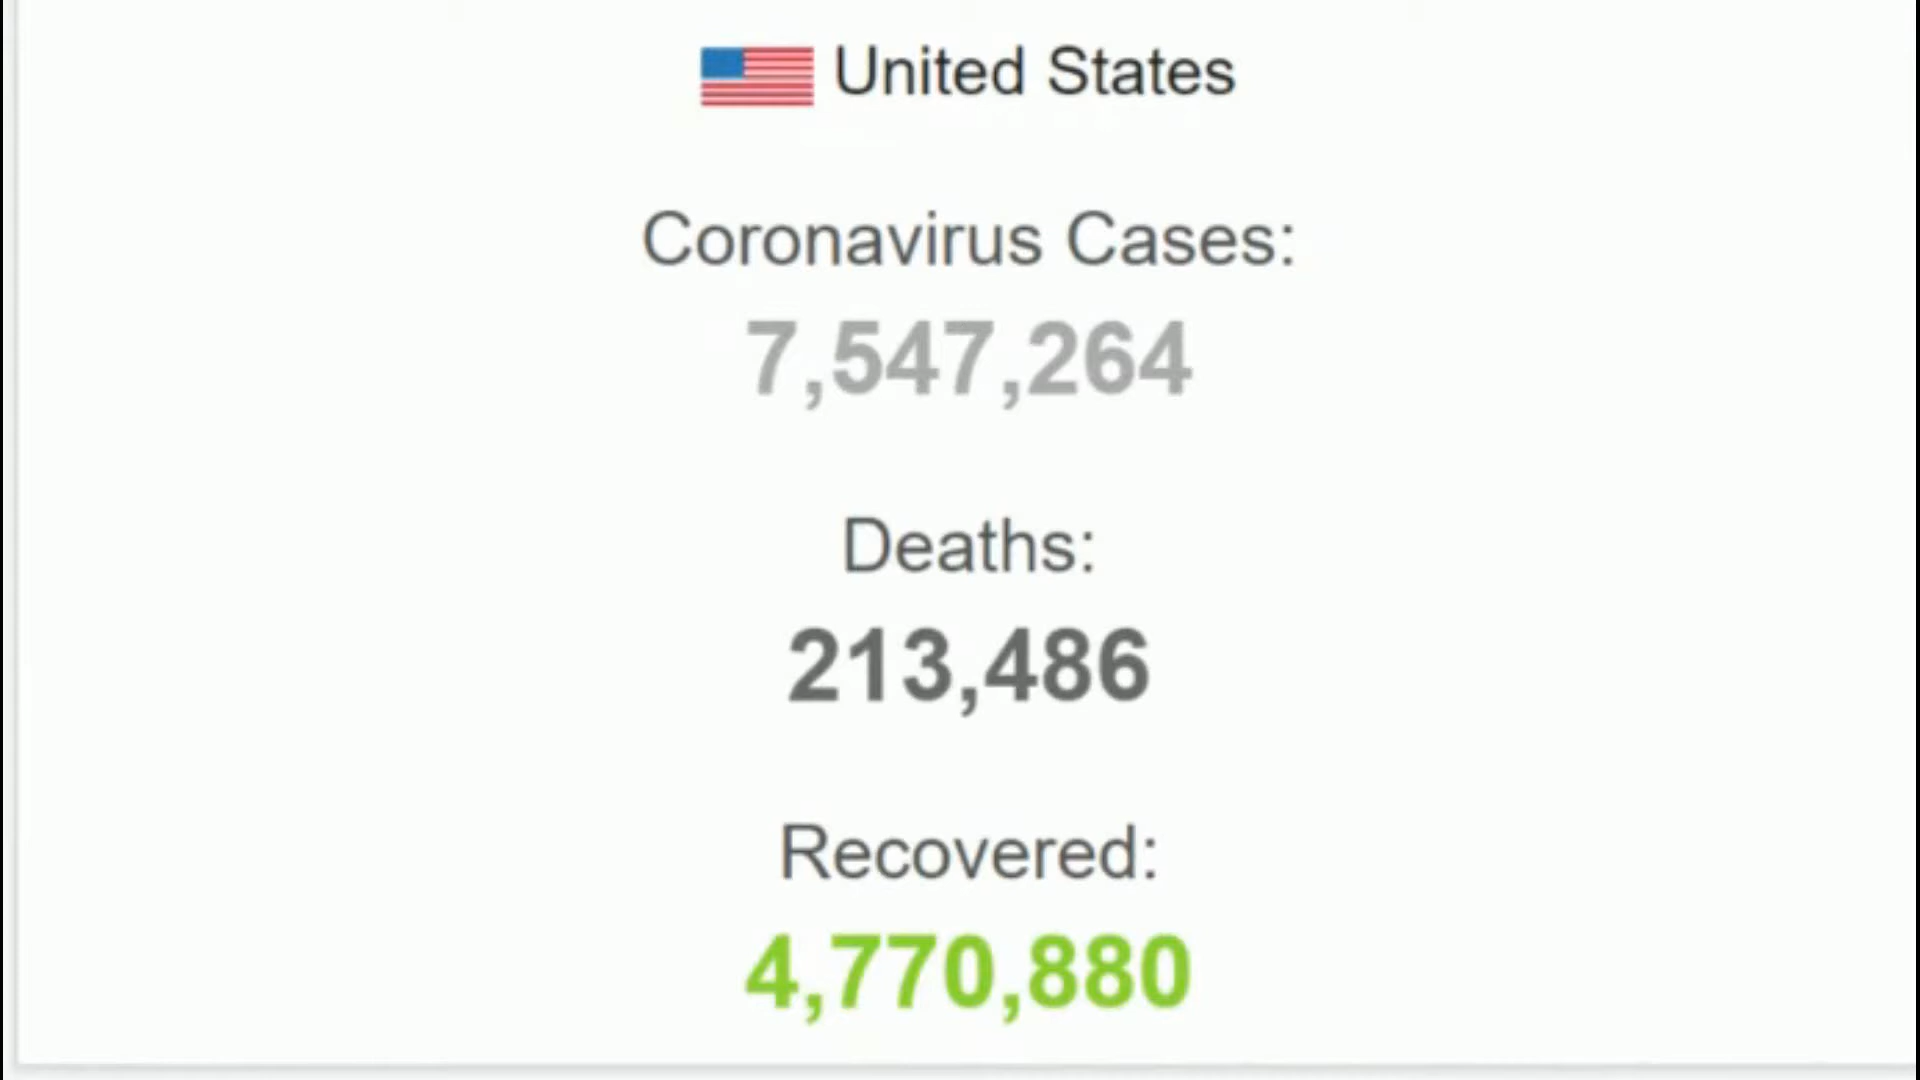 United States
Coronavirus Cases:
7,547,264
Deaths:
213,486
Recovered:
4,770,880